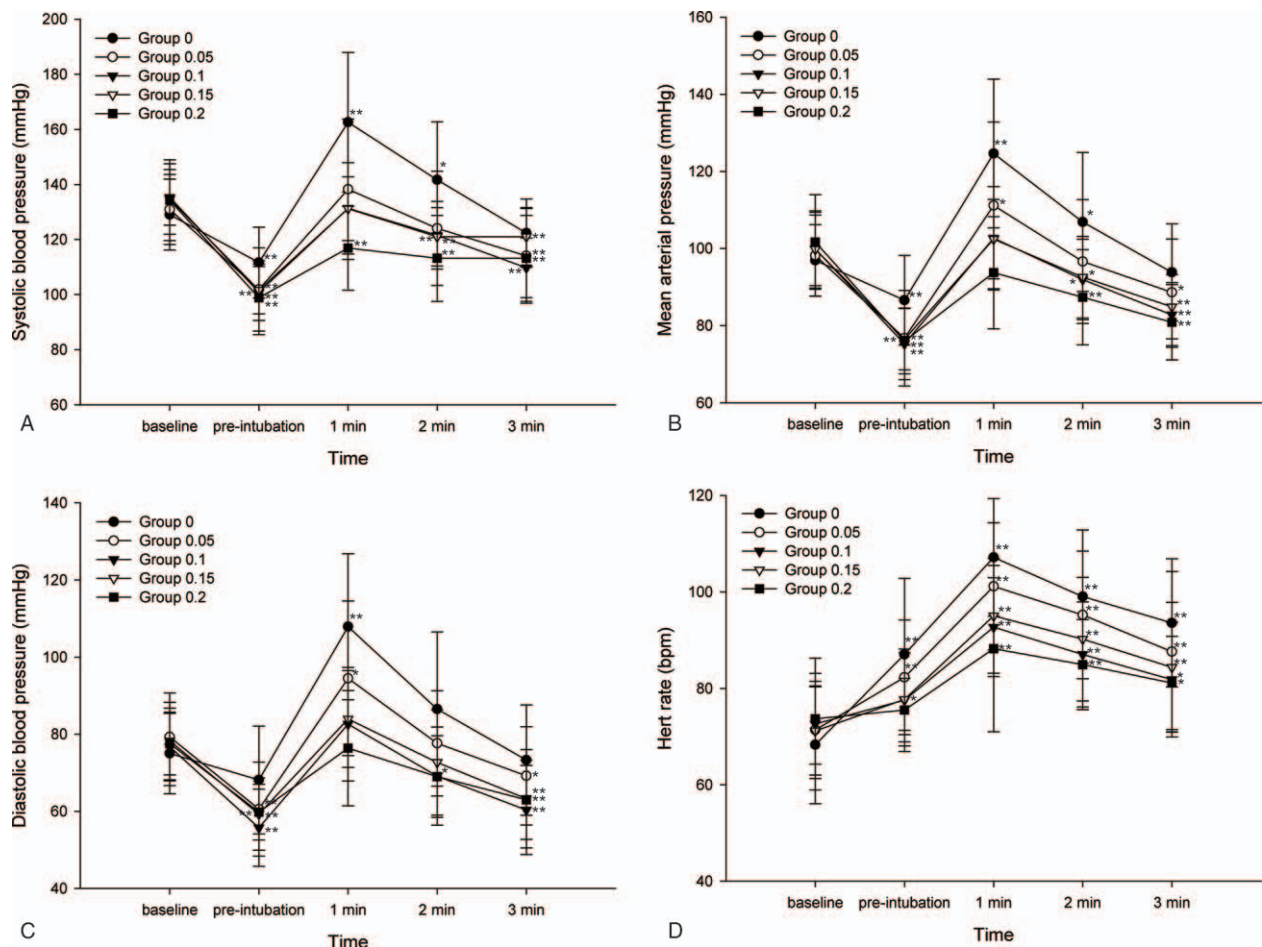 200
180
160
140
120
100
80
60
Systolic blood pressure (mmHg)
Group 0
Group 0.05
Group 0.1
Group 0.15
Group 0.2
** * ** ** ** ** ** ** ** ** ** ** ** **
baseline pre-intubation 1 min 2 min 3 min
A
Time
160
140
120
100
80
60
Mean arterial pressure (mmHg)
Group 0
Group 0.05
Group 0.1
Group 0.15
Group 0.2
** * * ** * * ** * ** ** ** ** ** ** **
baseline pre-intubation 1 min 2 min 3 min
B
Time
140
120
100
80
60
40
Diastolic blood pressure (mmHg)
Group 0
Group 0.05
Group 0.1
Group 0.15
Group 0.2
** * * * ** ** ** ** ** ** **
baseline pre-intubation 1 min 2 min 3 min
C
Time
120
100
80
60
40
Hert rate (bpm)
Group 0
Group 0.05
Group 0.1
Group 0.15
Group 0.2
** ** ** ** ** ** ** * ** ** ** ** ** ** ** ** * *
baseline pre-intubation 1 min 2 min 3 min
D
Time